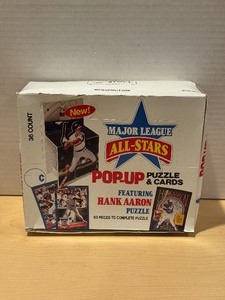 36 COUNT
New!
MAJOR LEAGUE
ALL-STARS
POP-UP PUZZLE
& CARDS
FEATURING
HANK AARON
PUZZLE
63 PIECES TO COMPLETE PUZZLE
C